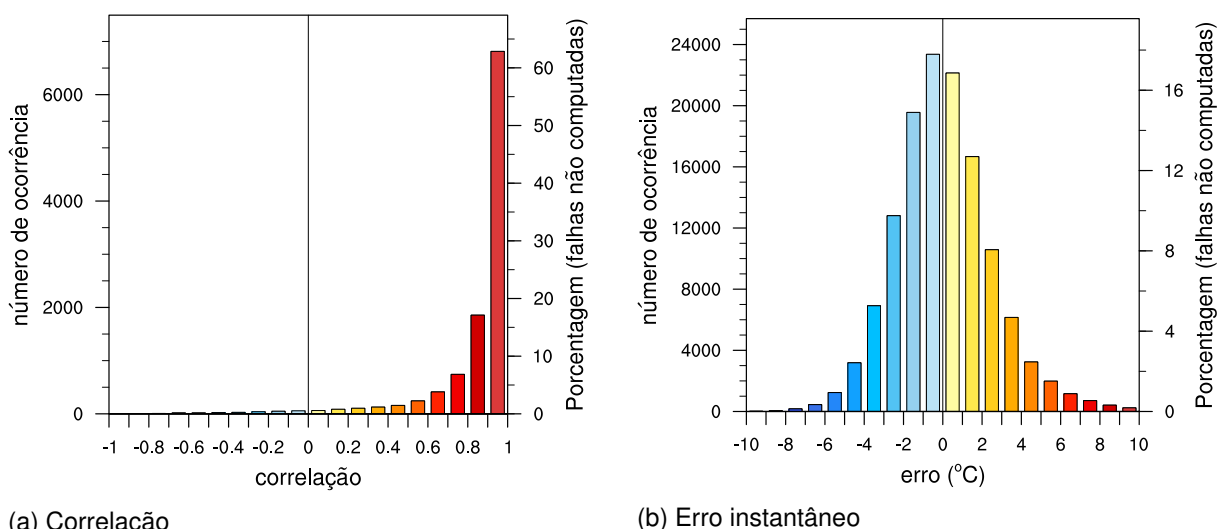 número de ocorrência
6000
4000
2000
0
Porcentagem (falhas não computadas)
60
50
40
30
20
10
0
-1 -0.8 -0.6 -0.4 -0.2 0 0.2 0.4 0.6 0.8 1
correlação
(a) Correlação
número de ocorrência
24000
20000
16000
12000
8000
4000
0
Porcentagem (falhas não computadas)
16
12
8
4
0
-10 -8 -6 -4 -2 0 2 4 6 8 10
erro (°C)
(b) Erro instantâneo